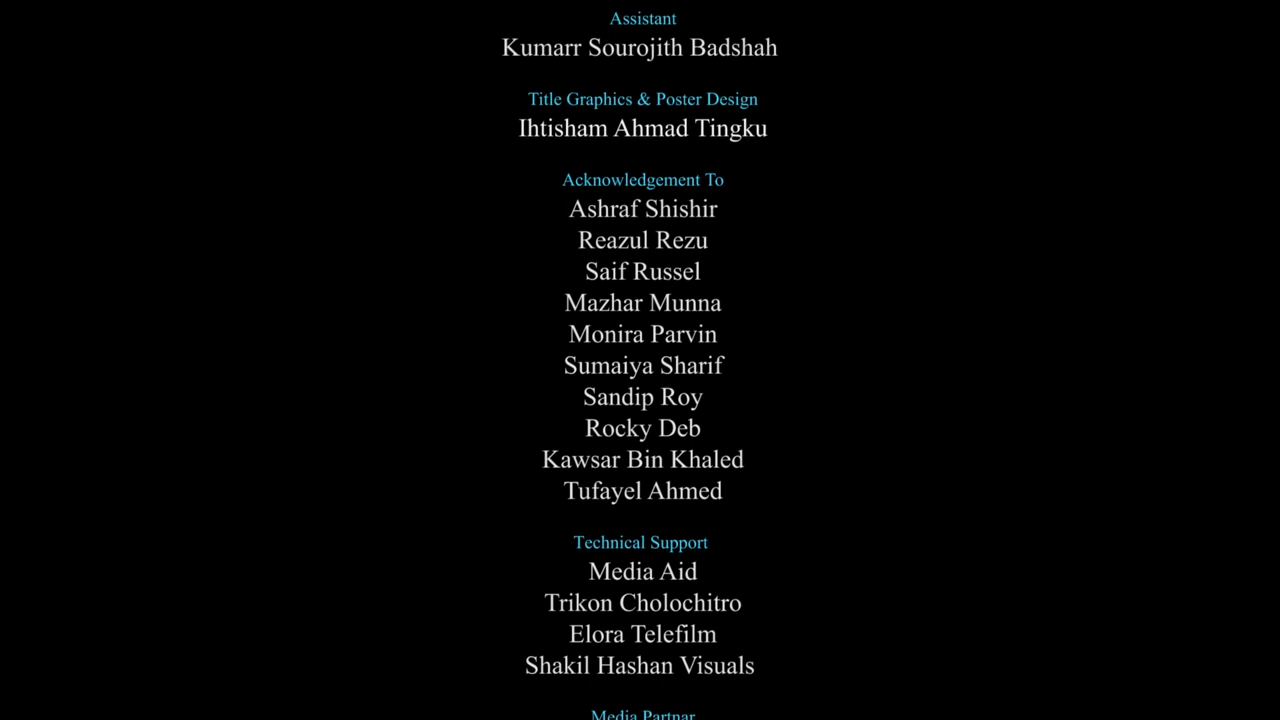 Assistant
Kumarr Sourojith Badshah
Title Graphics & Poster Design
Ihtisham Ahmad Tingku
Acknowledgement To
Ashraf Shishir
Reazul Rezu
Saif Russel
Mazhar Munna
Monira Parvin
Sumaiya Sharif
Sandip Roy
Rocky Deb
Kawsar Bin Khaled
Tufayel Ahmed
Technical Support
Media Aid
Trikon Cholochitro
Elora Telefilm
Shakil Hashan Visuals
Media Partnar